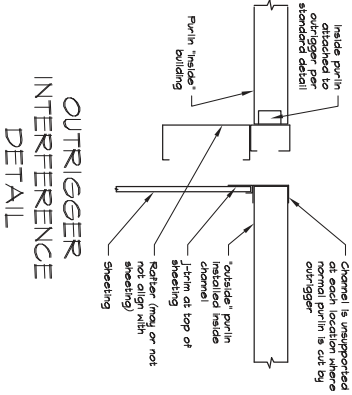 Inside purlin
attached to
outrigger per
standard detail
Purlin "inside"
building
Channel is unsupported
at each location where
normal purlin is cut by
outrigger
"outside" purlin
installed inside
channel
J-trim at top of
sheeting
Rafter (may or not
not align with
sheeting)
Sheeting
OUTRIGGER
INTERFERENCE
DETAIL